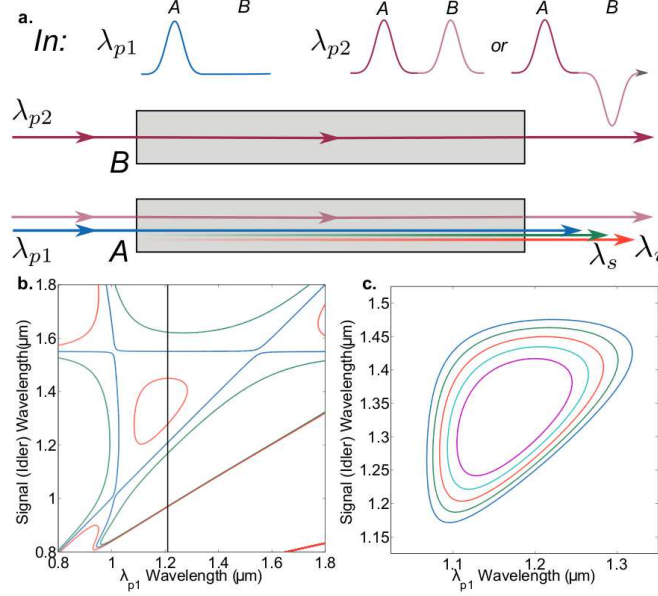 a.
In: λp1 A B λp2 A B or A B
λp2
B
λp1 A λs λi
b. c.
Signal (Idler) Wavelength(µm)
1.8
1.6
1.4
1.2
1
0.8
0.8 1 1.2 1.4 1.6 1.8
λp1 Wavelength (µm)
Signal (Idler) Wavelength (µm)
1.5
1.45
1.4
1.35
1.3
1.25
1.2
1.15
1.1 1.2 1.3
λp1 Wavelength (µm)